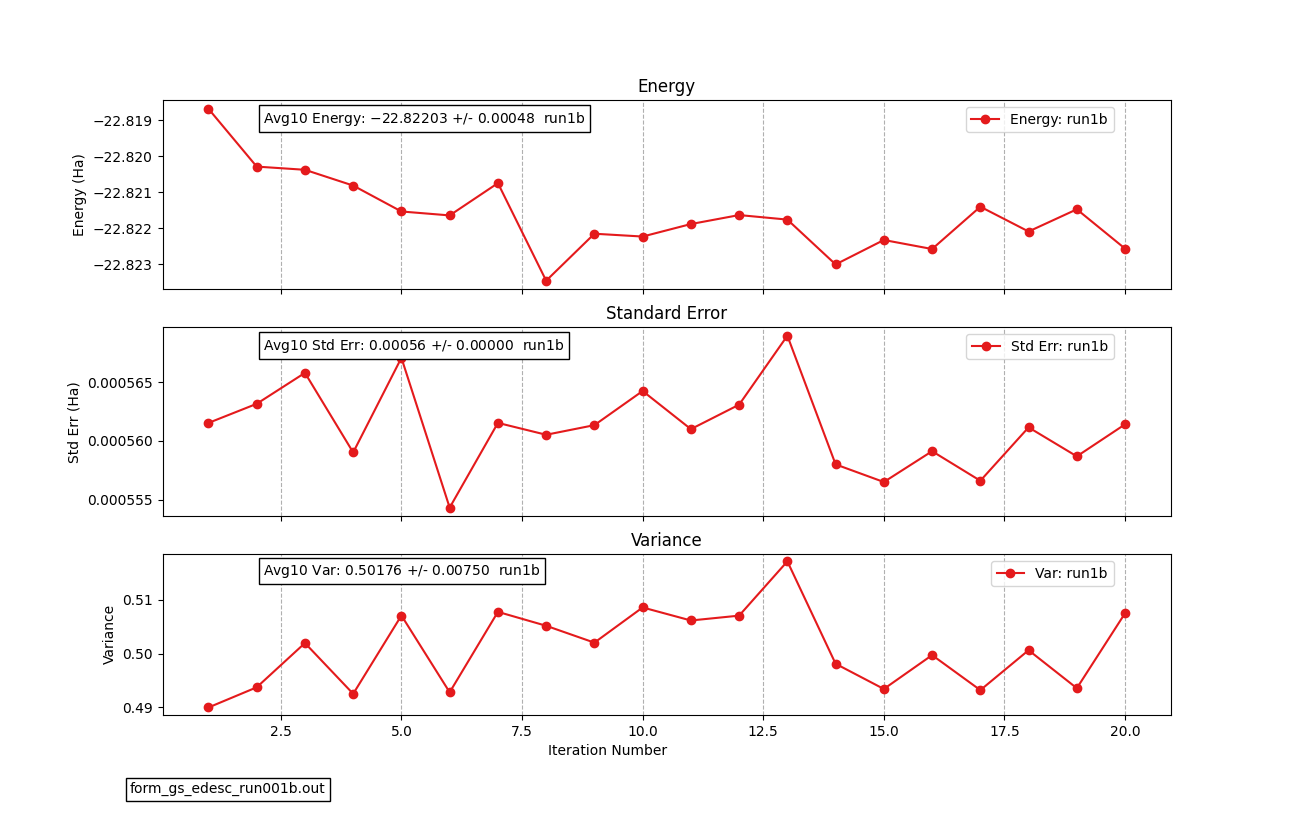 Energy
Avg10 Energy: −22.82203 +/- 0.00048 run1b
Energy: run1b
Energy (Ha)
−22.819
−22.820
−22.821
−22.822
−22.823
Standard Error
Avg10 Std Err: 0.00056 +/- 0.00000 run1b
Std Err: run1b
Std Err (Ha)
0.000565
0.000560
0.000555
Variance
Avg10 Var: 0.50176 +/- 0.00750 run1b
Var: run1b
Variance
0.51
0.50
0.49
2.5 5.0 7.5 10.0 12.5 15.0 17.5 20.0
Iteration Number
form_gs_edesc_run001b.out